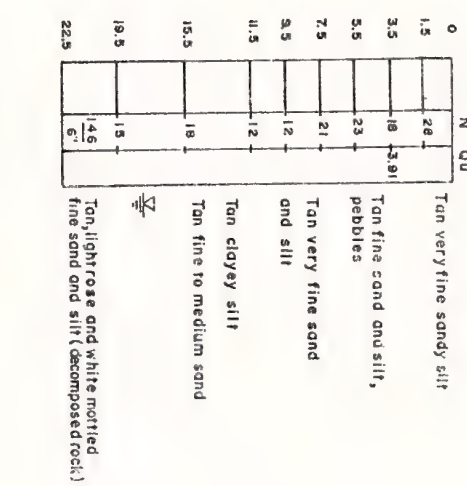 N QU
0
Tan very fine sandy silt
1.5 28
3.5 18 3.91
Tan fine sand and silt,
pebbles
5.5 23
7.5 21
Tan very fine sand
and silt
9.5 12
11.5 12
Tan clayey silt
Tan fine to medium sand
15.5 18
19.5 15
Tan, light rose and white mottled
fine sand and silt (decomposed rock)
146
6"
22.5